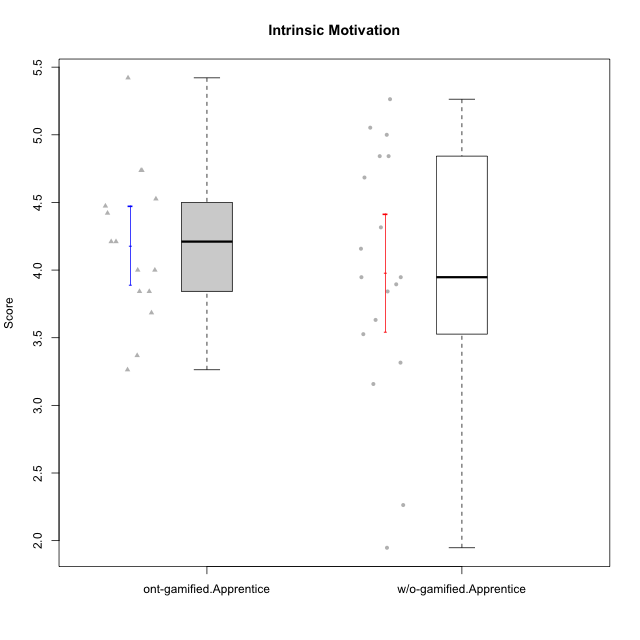 Intrinsic Motivation
5.5
5.0
4.5
4.0
3.5
3.0
2.5
2.0
Score
ont-gamified.Apprentice
w/o-gamified.Apprentice